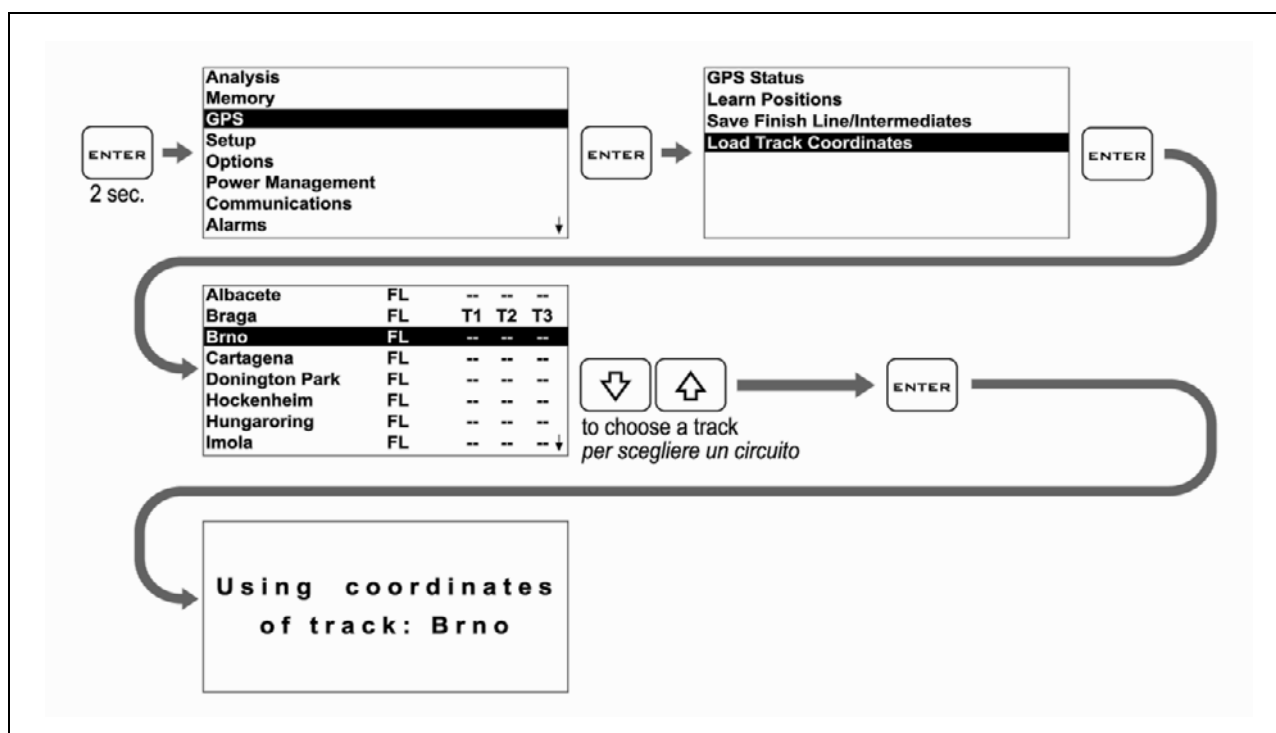 Analysis
Memory
GPS
Setup
Options
Power Management
Communications
Alarms
ENTER
2 sec.
ENTER
GPS Status
Learn Positions
Save Finish Line/Intermediates
Load Track Coordinates
ENTER
Albacete FL -- -- --
Braga FL T1 T2 T3
Brno FL -- -- --
Cartagena FL -- -- --
Donington Park FL -- -- --
Hockenheim FL -- -- --
Hungaroring FL -- -- --
Imola FL -- -- --
to choose a track
per scegliere un circuito
ENTER
Using coordinates
of track: Brno